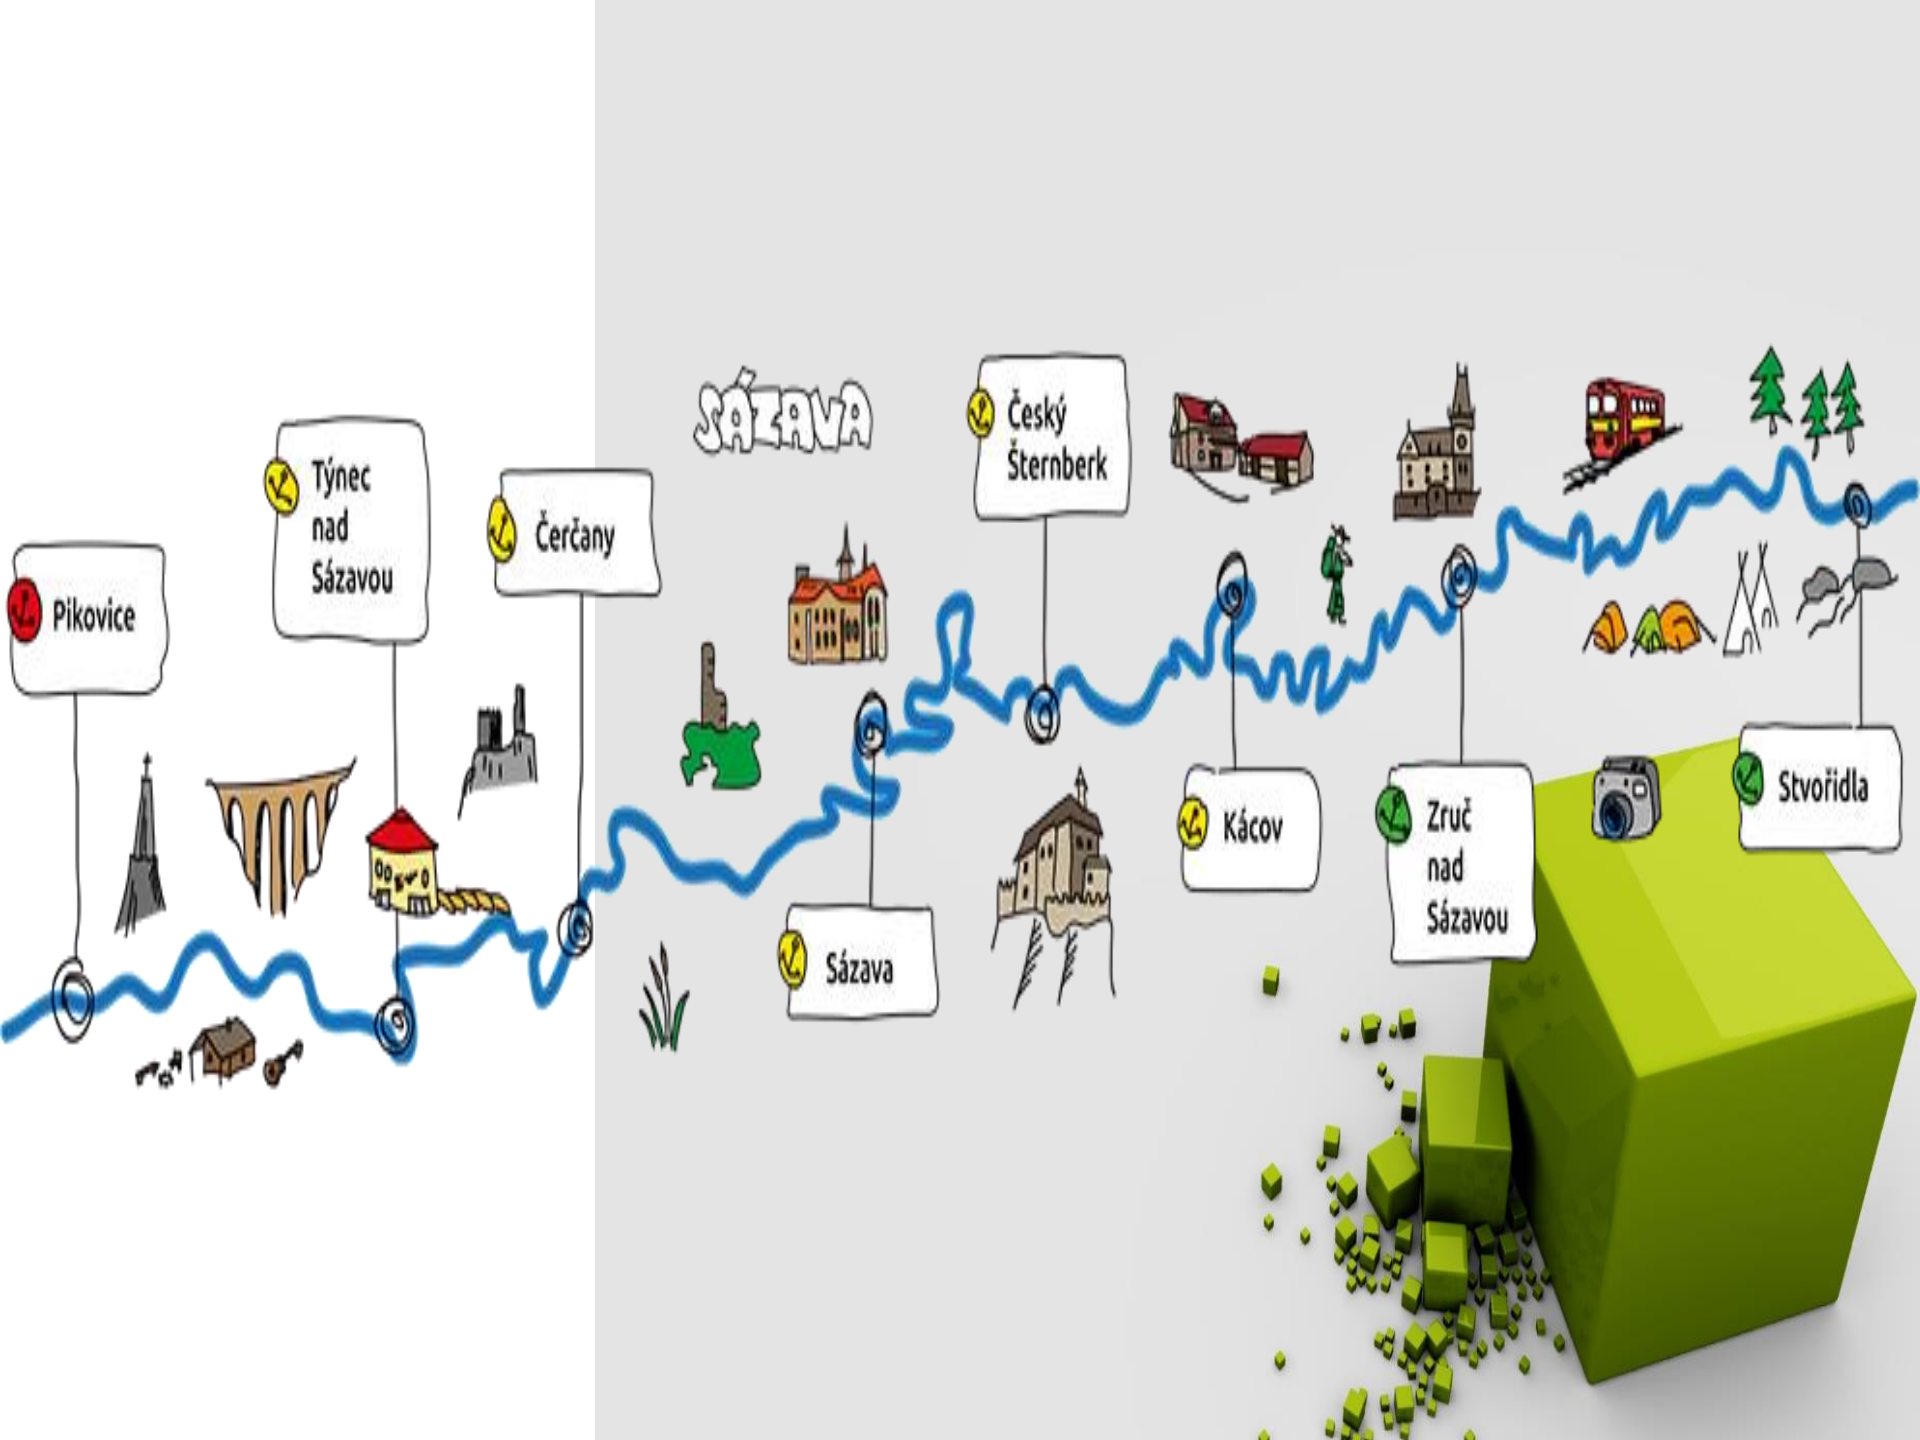 SÁZAVA
Pikovice
Týnec
nad
Sázavou
Čerčany
Sázava
Český
Šternberk
Kácov
Zruč
nad
Sázavou
Stvořidla